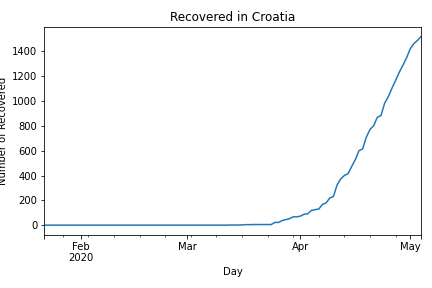 Recovered in Croatia
Number of Recovered
1400
1200
1000
800
600
400
200
0
Feb
2020
Mar
Apr
May
Day